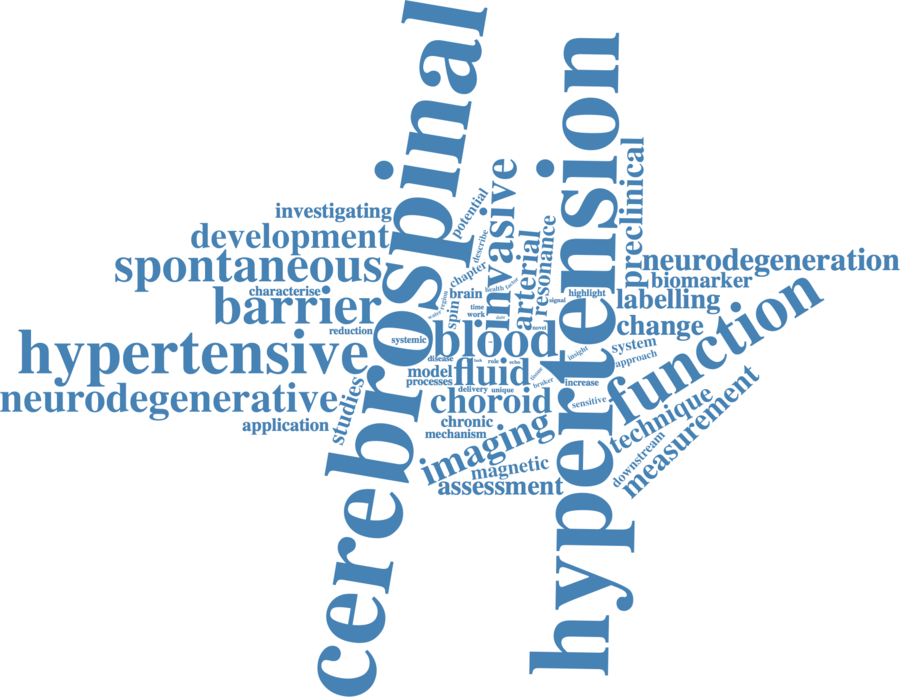 cerebrospinal
hypertension
potential
invasive
preclinical
investigating
describe
arterial
resonance
development
spontaneous
chapter
neurodegeneration
biomarker
health
factor
characterise
brain
highlight
barrier
region
water
spin
time
work
date
signal
labelling
reduction
systemic
blood
novel
change
function
hypertensive
disease
role
echo
insight
system
approach
model
fluid
tissue
processes
bruker
increase
delivery
unique
neurodegenerative
studies
choroid
sensitive
application
chronic
mechanism
imaging
technique
measurement
downstream
magnetic
assessment